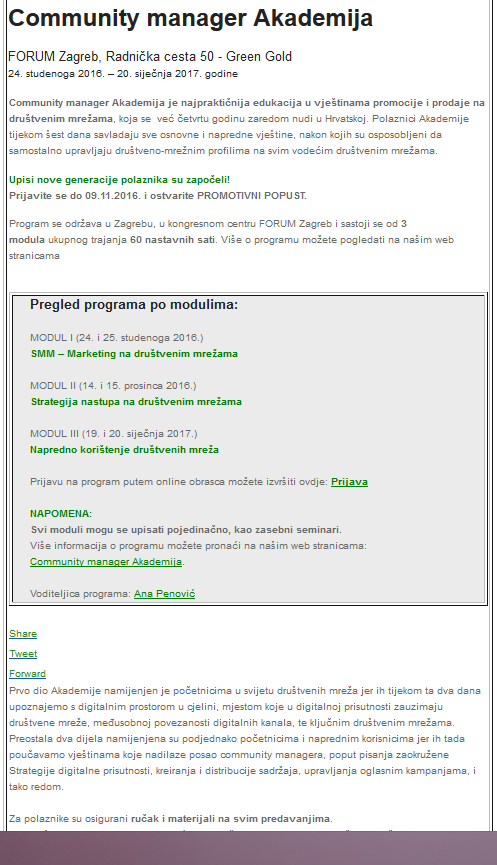 Community manager Akademija
FORUM Zagreb, Radnička cesta 50 - Green Gold
24. studenoga 2016. – 20. siječnja 2017. godine
Community manager Akademija je najpraktičnija edukacija u vještinama promocije i prodaje na
društvenim mrežama, koja se  već četvrtu godinu zaredom nudi u Hrvatskoj. Polaznici Akademije
tijekom šest dana savladaju sve osnovne i napredne vještine, nakon kojih su osposobljeni da
samostalno upravljaju društveno-mrežnim profilima na svim vodećim društvenim mrežama.
Upisi nove generacije polaznika su započeli!
Prijavite se do 09.11.2016. i ostvarite PROMOTIVNI POPUST.
Program se održava u Zagrebu, u kongresnom centru FORUM Zagreb i sastoji se od 3
modula ukupnog trajanja 60 nastavnih sati. Više o programu možete pogledati na našim web
stranicama
Pregled programa po modulima:
MODUL I (24. i 25. studenoga 2016.)
SMM – Marketing na društvenim mrežama
MODUL II (14. i 15. prosinca 2016.)
Strategija nastupa na društvenim mrežama
MODUL III (19. i 20. siječnja 2017.)
Napredno korištenje društvenih mreža
Prijavu na program putem online obrasca možete izvršiti ovdje: Prijava
NAPOMENA:
Svi moduli mogu se upisati pojedinačno, kao zasebni seminari.
Više informacija o programu možete pronaći na našim web stranicama:
Community manager Akademija.
Voditeljica programa: Ana Penović
Share
Tweet
Forward
Prvo dio Akademije namijenjen je početnicima u svijetu društvenih mreža jer ih tijekom ta dva dana
upoznajemo s digitalnim prostorom u cjelini, mjestom koje u digitalnoj prisutnosti zauzimaju
društvene mreže, međusobnoj povezanosti digitalnih kanala, te ključnim društvenim mrežama.
Preostala dva dijela namijenjena su podjednako početnicima i naprednim korisnicima jer ih tada
poučavamo vještinama koje nadilaze posao community managera, poput pisanja zaokružene
Strategije digitalne prisutnosti, kreiranja i distribucije sadržaja, upravljanja oglasnim kampanjama, i
tako redom.
Za polaznike su osigurani ručak i materijali na svim predavanjima.